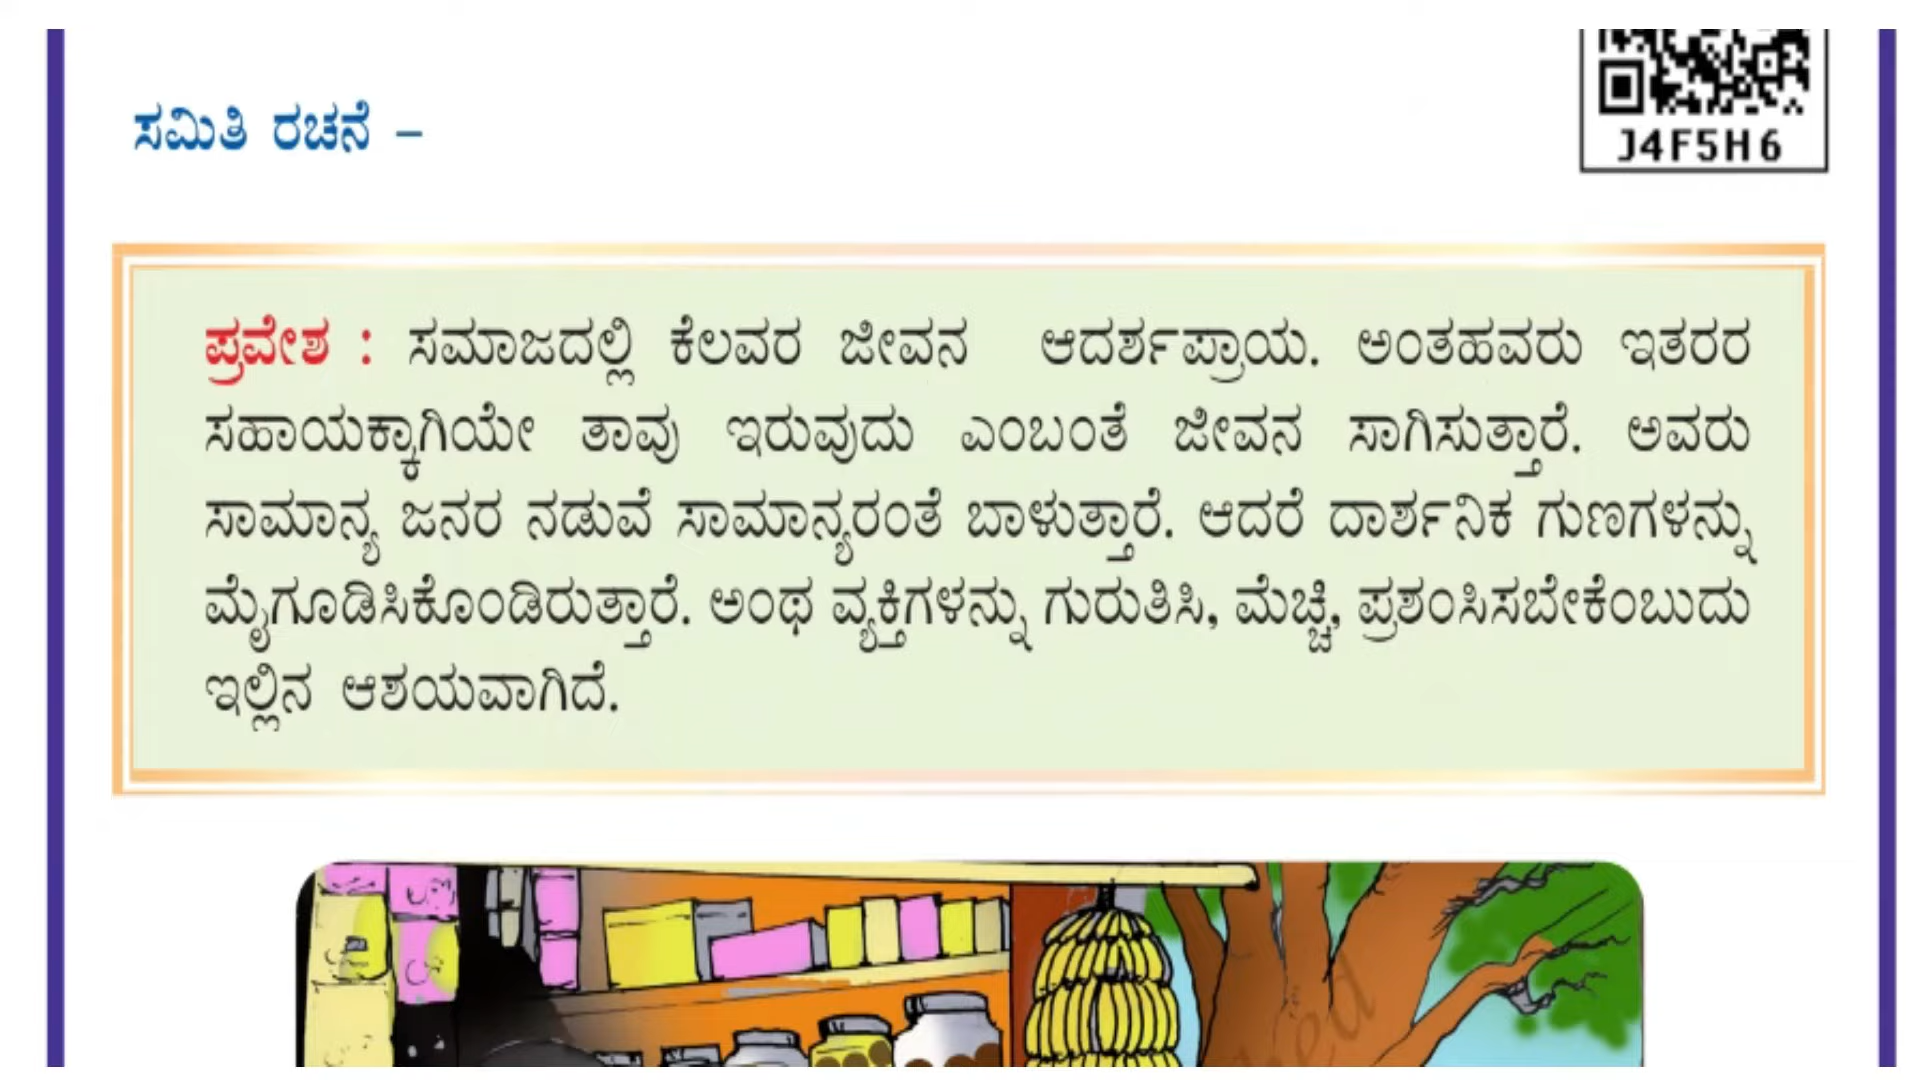 ಸಮಿತಿ ರಚನೆ –
J4F5H6
ಪ್ರವೇಶ : ಸಮಾಜದಲ್ಲಿ ಕೆಲವರ ಜೀವನ ಆದರ್ಶಪ್ರಾಯ. ಅಂತಹವರು ಇತರರ
ಸಹಾಯಕ್ಕಾಗಿಯೇ ತಾವು ಇರುವುದು ಎಂಬಂತೆ ಜೀವನ ಸಾಗಿಸುತ್ತಾರೆ. ಅವರು
ಸಾಮಾನ್ಯ ಜನರ ನಡುವೆ ಸಾಮಾನ್ಯರಂತೆ ಬಾಳುತ್ತಾರೆ. ಆದರೆ ದಾರ್ಶನಿಕ ಗುಣಗಳನ್ನು
ಮೈಗೂಡಿಸಿಕೊಂಡಿರುತ್ತಾರೆ. ಅಂಥ ವ್ಯಕ್ತಿಗಳನ್ನು ಗುರುತಿಸಿ, ಮೆಚ್ಚಿ, ಪ್ರಶಂಸಿಸಬೇಕೆಂಬುದು
ಇಲ್ಲಿನ ಆಶಯವಾಗಿದೆ.